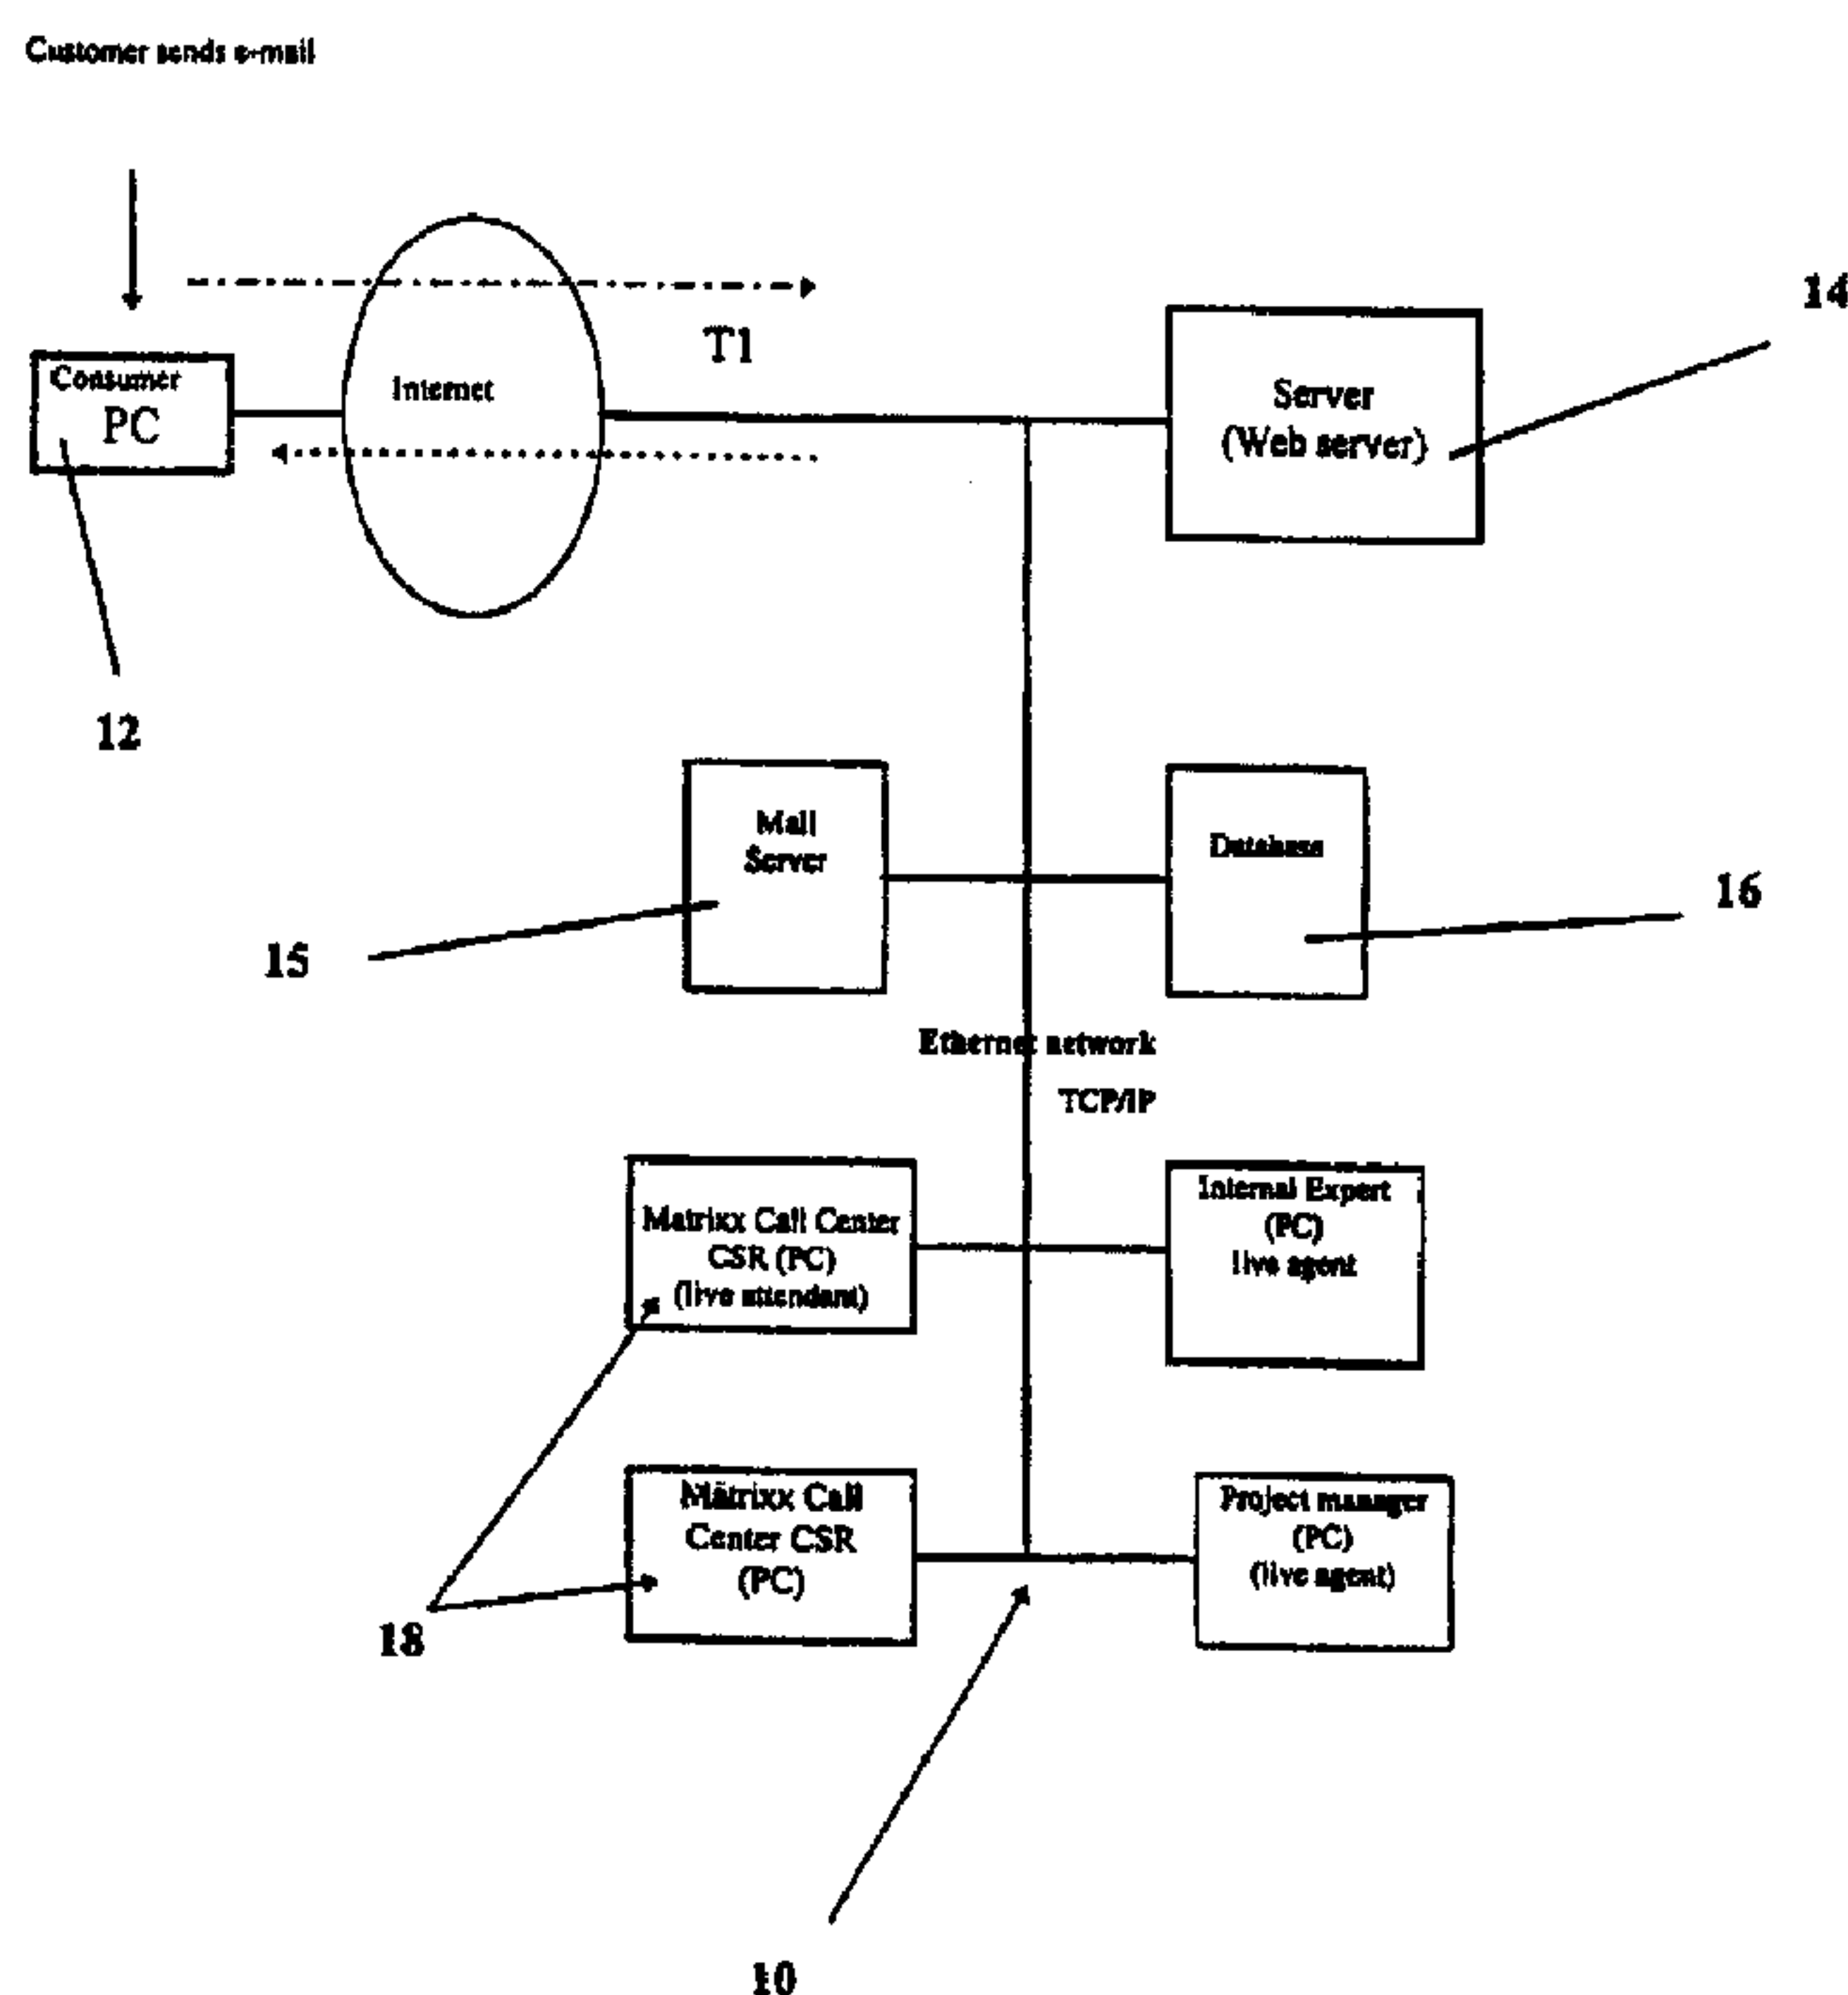 Customer sends e-mail
14
T1
Consumer
PC
Internet
Server
(Web server)
12
Mail
Server
Database
16
15
Ethernet network
TCP/IP
Matrixx Call Center
CSR (PC)
(live attendant)
Internal Expert
(PC)
live agent
Matrixx Call
Center CSR
(PC)
Project manager
(PC)
(live agent)
18
10